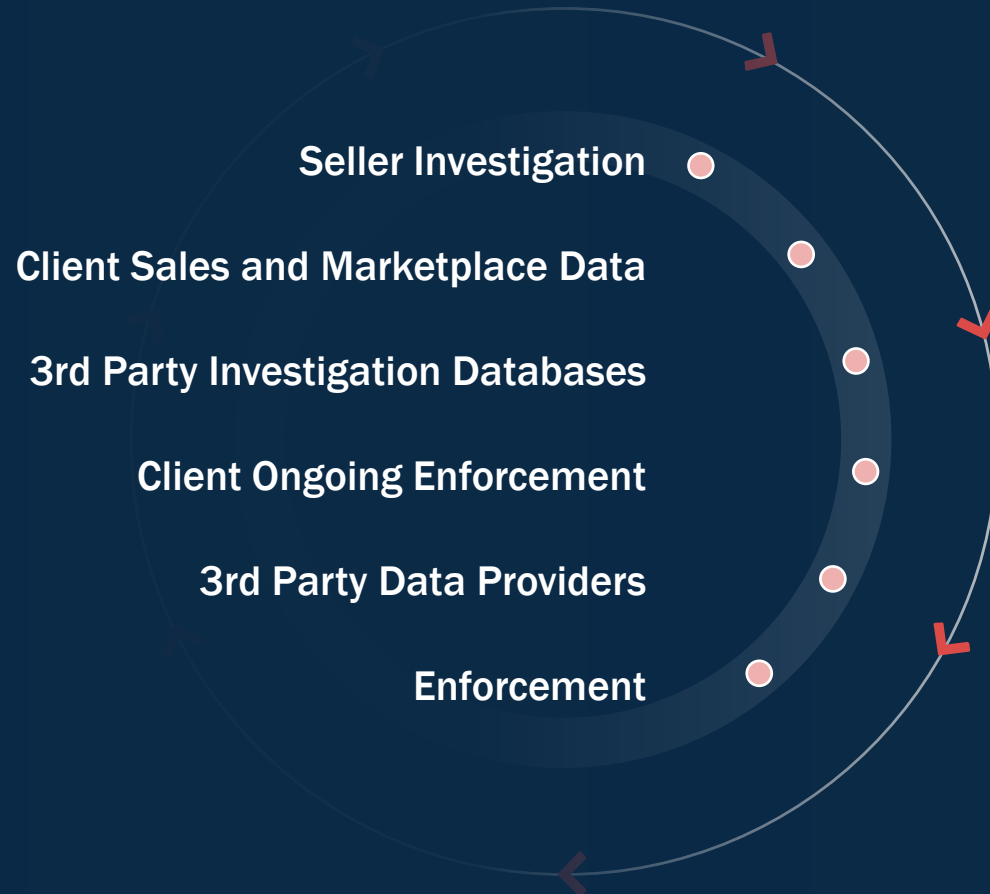 Seller Investigation
Client Sales and Marketplace Data
3rd Party Investigation Databases
Client Ongoing Enforcement
3rd Party Data Providers
Enforcement